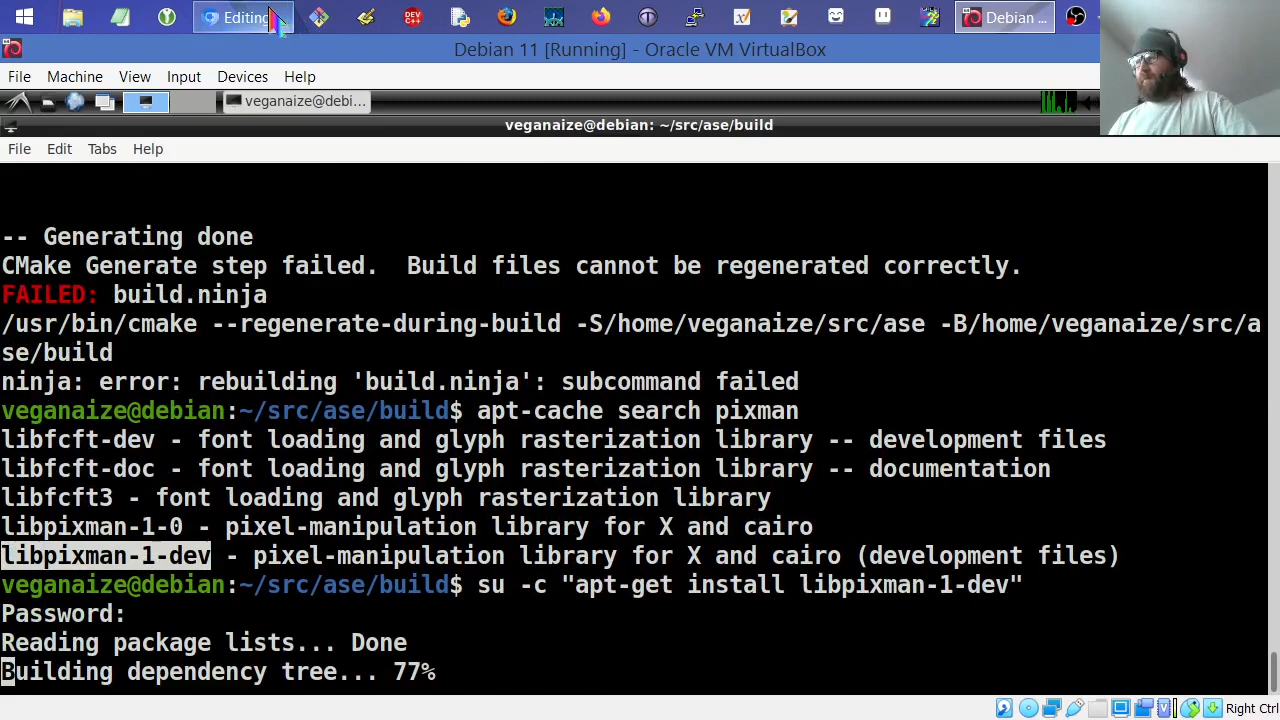 Editing
DEV
C++
Debian ...
Debian 11 [Running] - Oracle VM VirtualBox
File Machine View Input Devices Help
veganaize@debi...
veganaize@debian: ~/src/ase/build
File Edit Tabs Help
-- Generating done
CMake Generate step failed.  Build files cannot be regenerated correctly.
FAILED: build.ninja
/usr/bin/cmake --regenerate-during-build -S/home/veganaize/src/ase -B/home/veganaize/src/a
se/build
ninja: error: rebuilding 'build.ninja': subcommand failed
veganaize@debian:~/src/ase/build$ apt-cache search pixman
libfcft-dev - font loading and glyph rasterization library -- development files
libfcft-doc - font loading and glyph rasterization library -- documentation
libfcft3 - font loading and glyph rasterization library
libpixman-1-0 - pixel-manipulation library for X and cairo
libpixman-1-dev - pixel-manipulation library for X and cairo (development files)
veganaize@debian:~/src/ase/build$ su -c "apt-get install libpixman-1-dev"
Password:
Reading package lists... Done
Building dependency tree... 77%
Right Ctrl